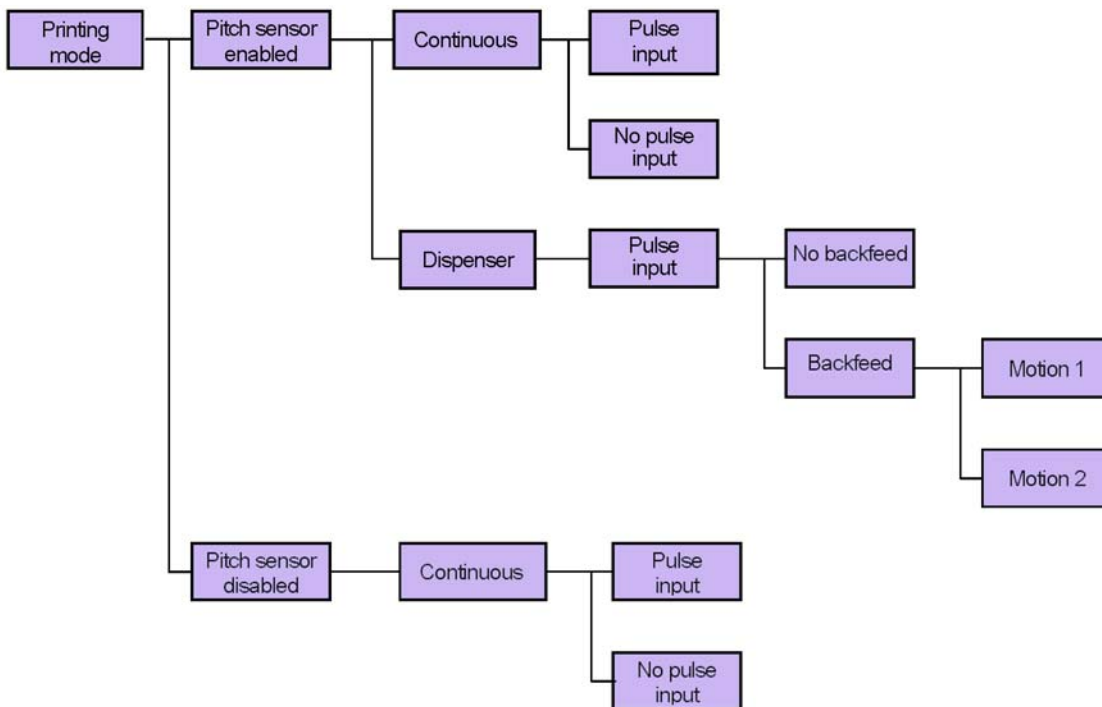 Printing
mode
Pitch sensor
enabled
Continuous
Pulse
input
No pulse
input
Dispenser
Pulse
input
No backfeed
Backfeed
Motion 1
Motion 2
Pitch sensor
disabled
Continuous
Pulse
input
No pulse
input